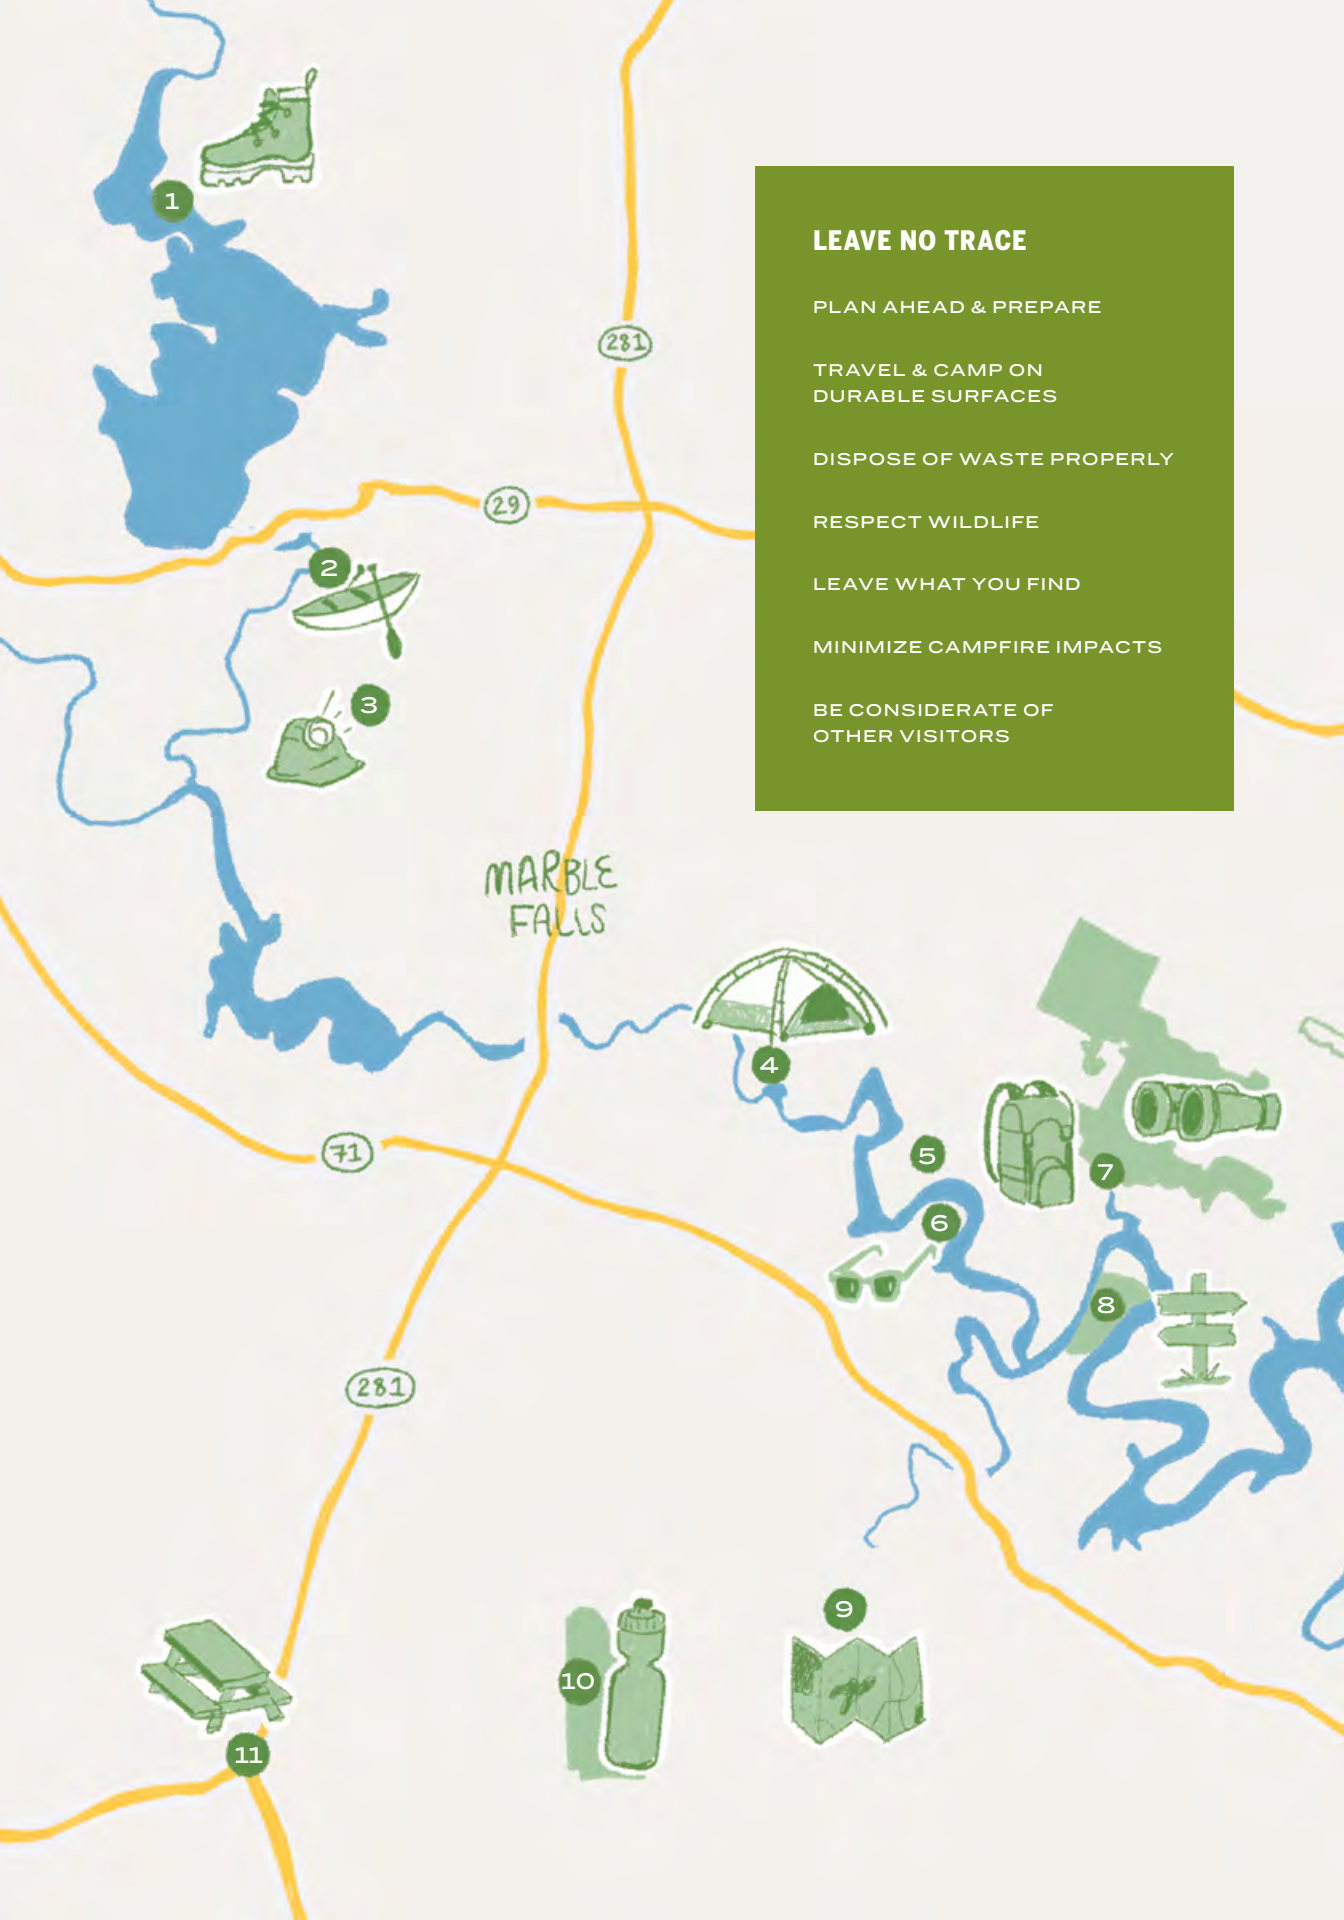 1
281
LEAVE NO TRACE
PLAN AHEAD & PREPARE
TRAVEL & CAMP ON
DURABLE SURFACES
DISPOSE OF WASTE PROPERLY
RESPECT WILDLIFE
LEAVE WHAT YOU FIND
MINIMIZE CAMPFIRE IMPACTS
BE CONSIDERATE OF
OTHER VISITORS
29
2
3
MARBLE
FALLS
4
71
5
6
7
8
281
9
10
11